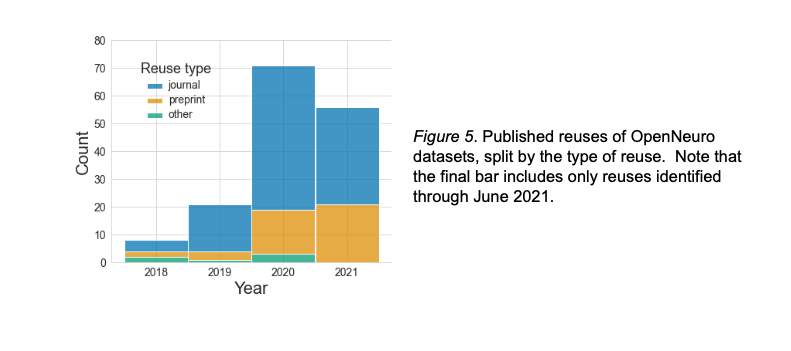 80
70
60
50
40
30
20
10
0
Count
Reuse type
journal
preprint
other
2018 2019 2020 2021
Year
Figure 5. Published reuses of OpenNeuro
datasets, split by the type of reuse.  Note that
the final bar includes only reuses identified
through June 2021.